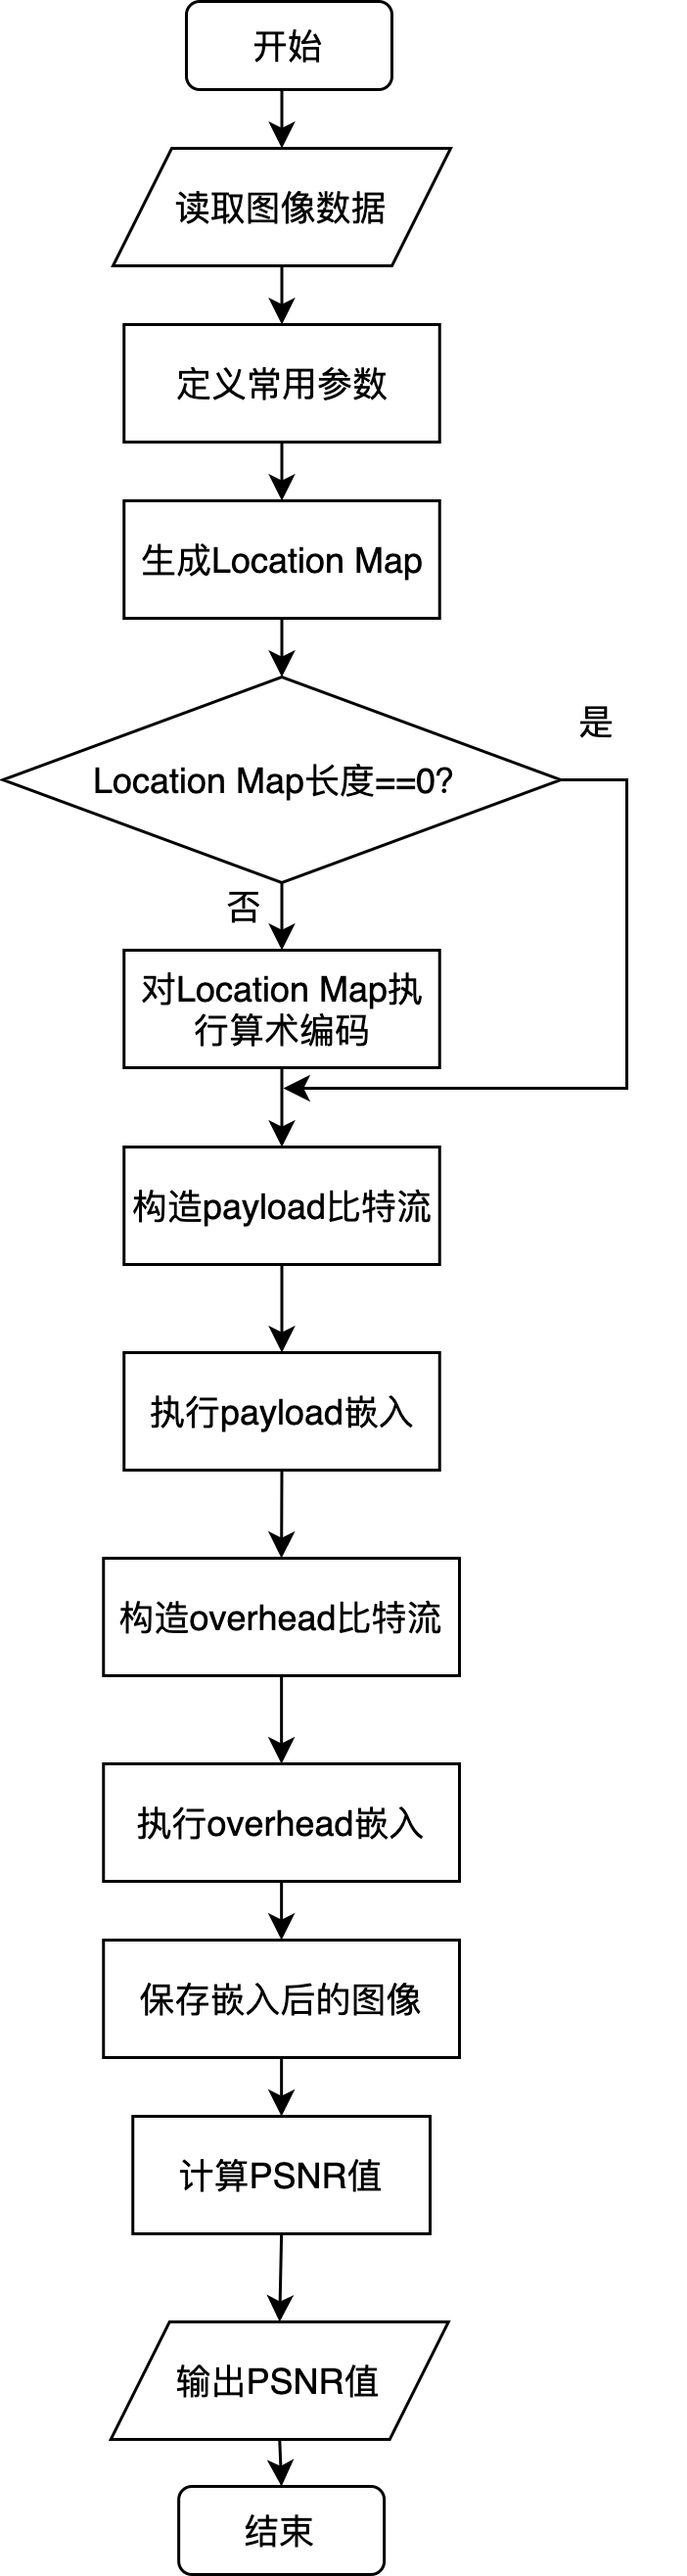 开始
读取图像数据
定义常用参数
生成Location Map
是
Location Map长度==0?
否
对Location Map执
行算术编码
构造payload比特流
执行payload嵌入
构造overhead比特流
执行overhead嵌入
保存嵌入后的图像
计算PSNR值
输出PSNR值
结束